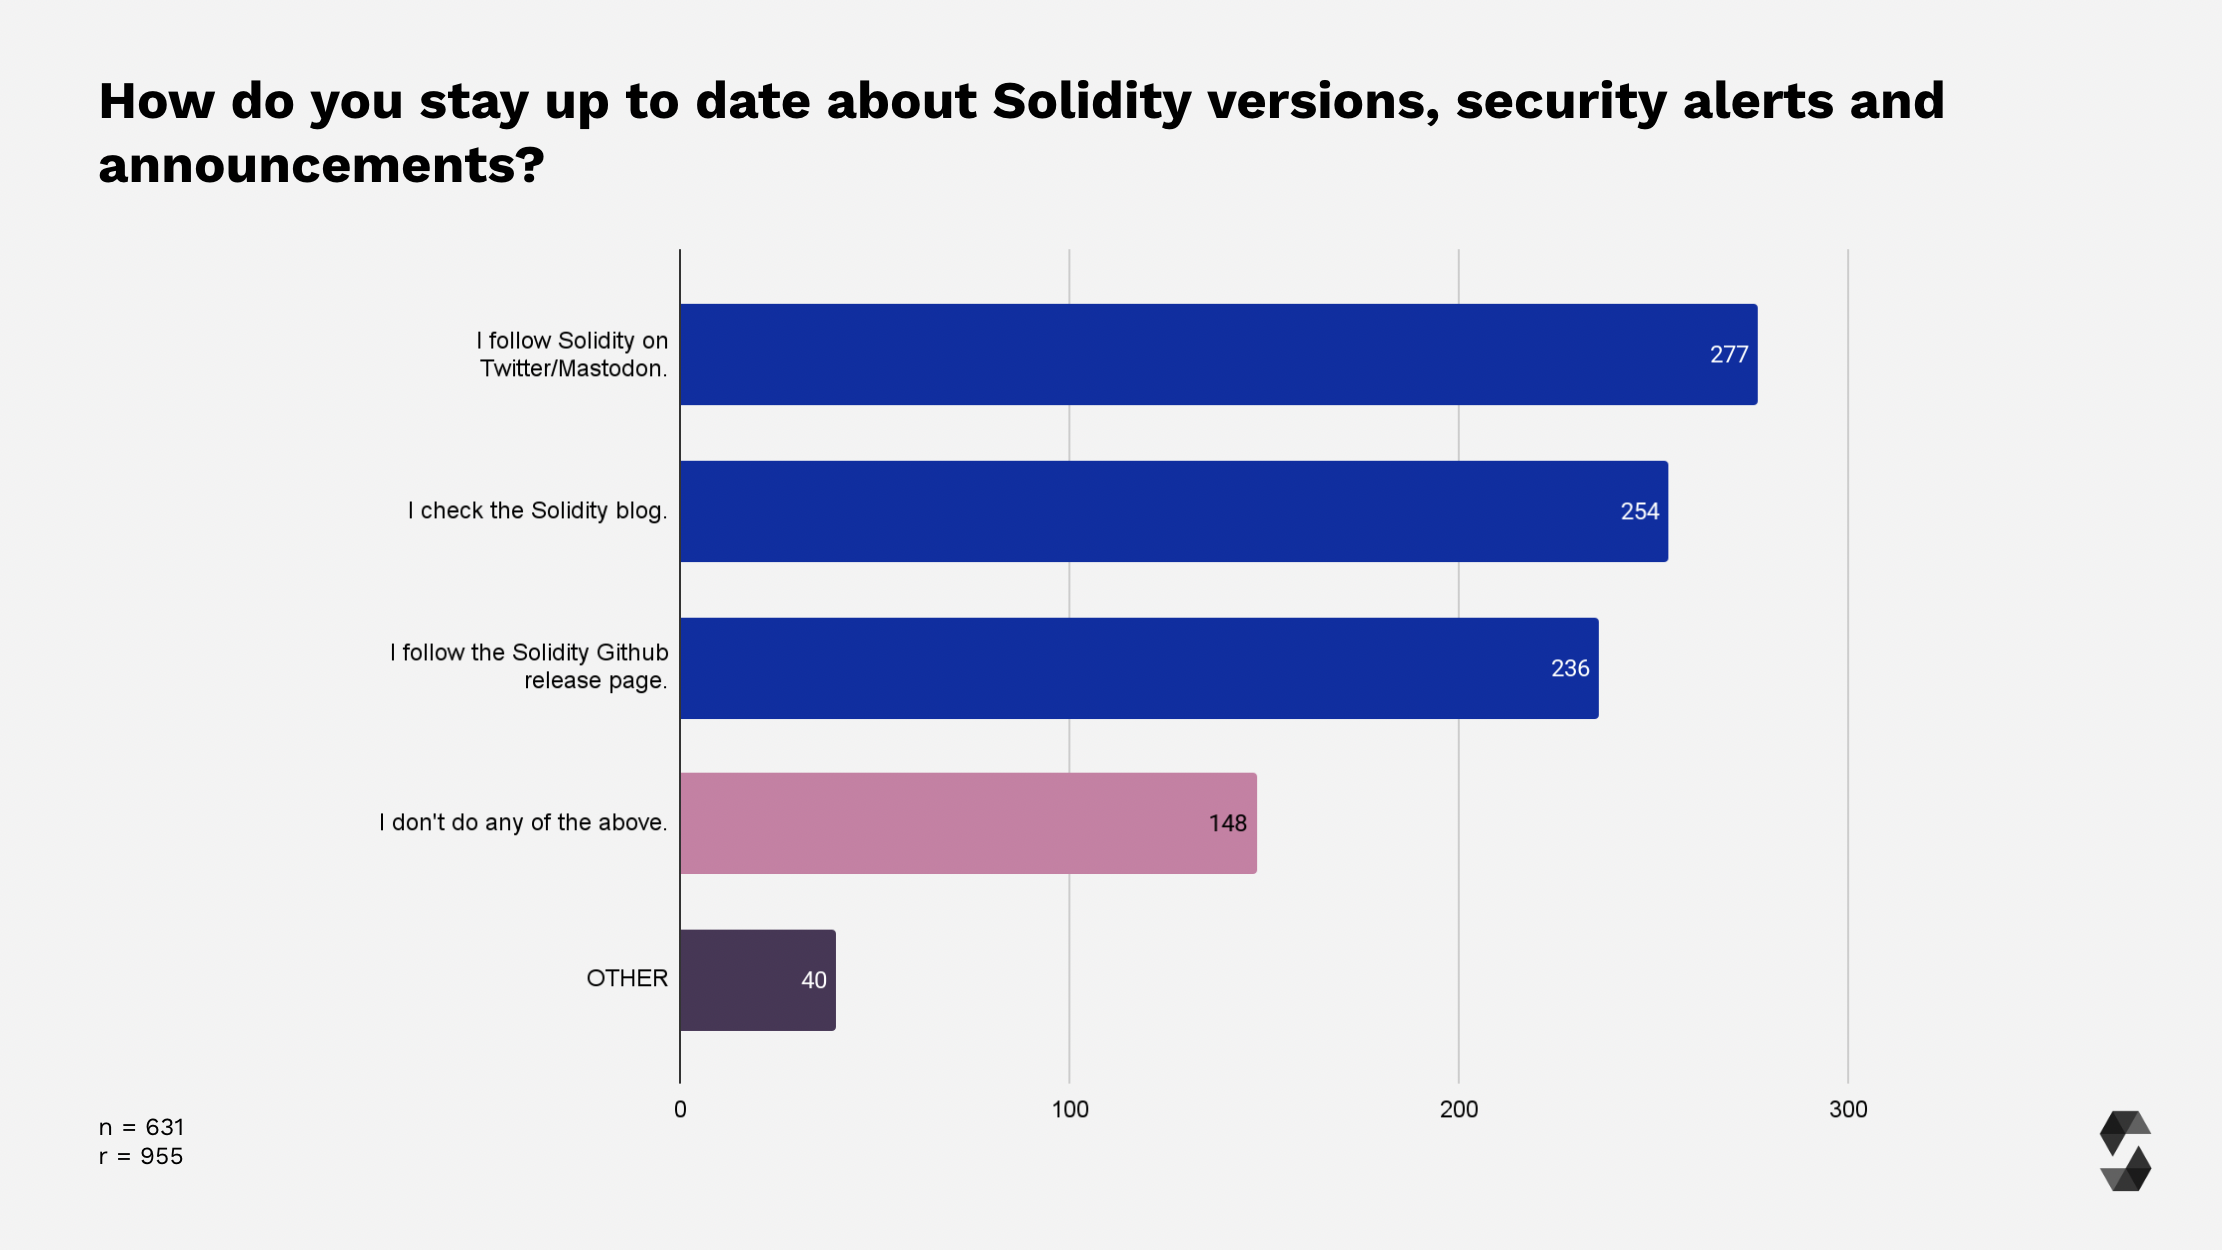 How do you stay up to date about Solidity versions, security alerts and
announcements?
I follow Solidity on
Twitter/Mastodon.
277
I check the Solidity blog.
254
I follow the Solidity Github
release page.
236
I don't do any of the above.
148
OTHER
40
0
100
200
300
n = 631
r = 955